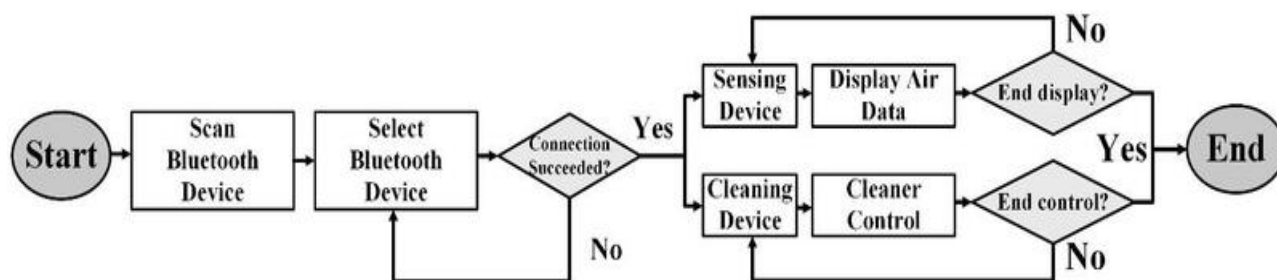 Start
Scan
Bluetooth
Device
Select
Bluetooth
Device
Connection
Succeeded?
No
Yes
Sensing
Device
Display Air
Data
End display?
No
Cleaning
Device
Cleaner
Control
End control?
No
Yes
End